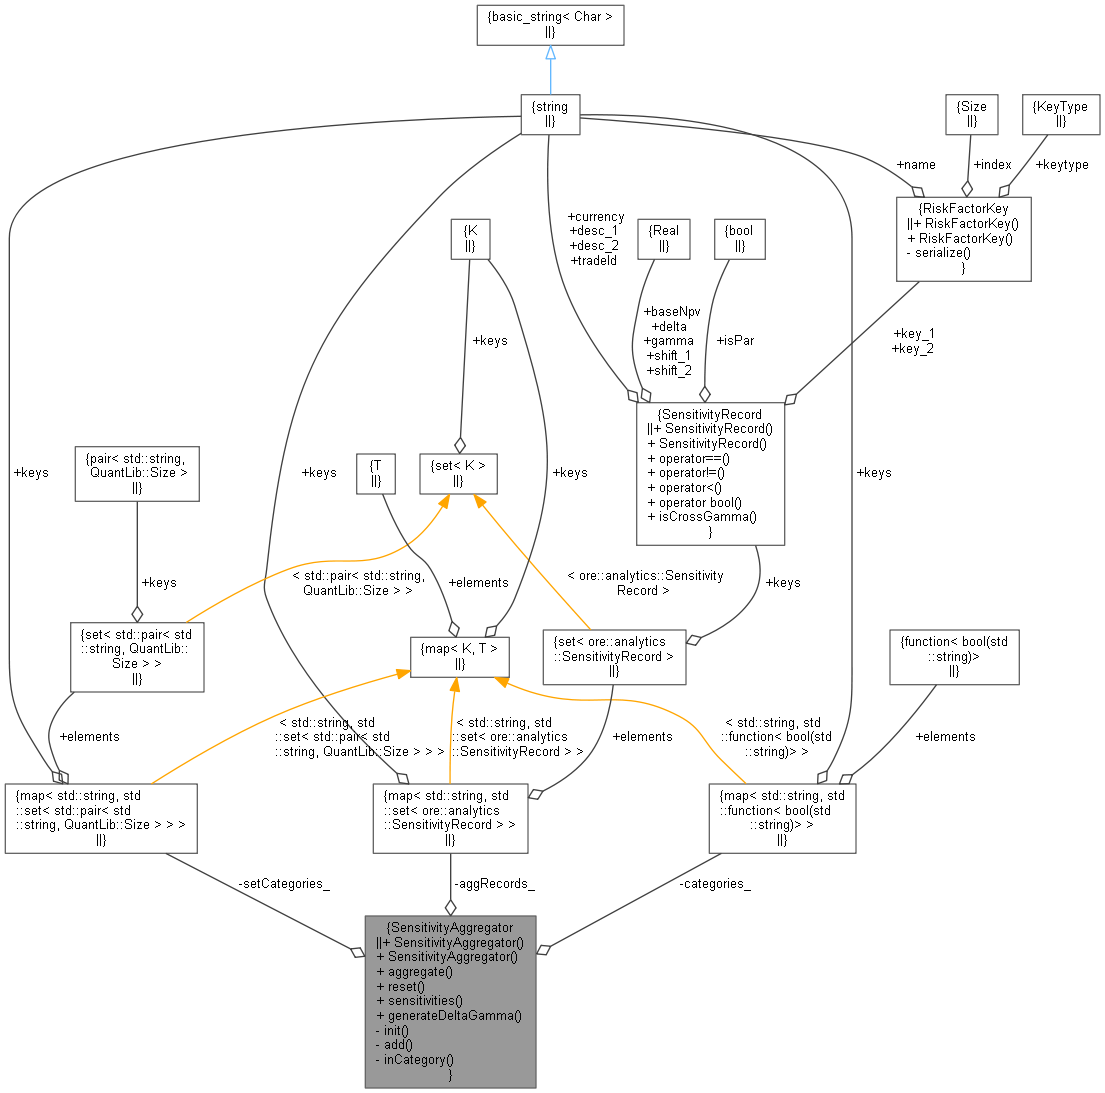 {basic_string< Char >
||}
{string
||}
{Size
||}
{KeyType
||}
+name
+index
+keytype
{RiskFactorKey
||+ RiskFactorKey()
+ RiskFactorKey()
- serialize()
}
+currency
+desc_1
+desc_2
+tradeId
{K
||}
{Real
||}
{bool
||}
+baseNpv
+delta
+gamma
+shift_1
+shift_2
+isPar
+key_1
+key_2
+keys
{SensitivityRecord
||+ SensitivityRecord()
+ SensitivityRecord()
+ operator==()
+ operator!=()
+ operator<()
+ operator bool()
+ isCrossGamma()
}
{pair< std::string,
QuantLib::Size >
||}
+keys
+keys
{T
||}
{set< K >
||}
+keys
+keys
+keys
< std::pair< std::string,
QuantLib::Size > >
+elements
< ore::analytics::Sensitivity
Record >
+keys
{set< std::pair< std
::string, QuantLib::
Size > >
||}
{map< K, T >
||}
{set< ore::analytics
::SensitivityRecord >
||}
{function< bool(std
::string)>
||}
+elements
< std::string, std
::set< std::pair< std
::string, QuantLib::Size > > >
< std::string, std
::set< ore::analytics
::SensitivityRecord > >
+elements
< std::string, std
::function< bool(std
::string)> >
+elements
{map< std::string, std
::set< std::pair< std
::string, QuantLib::Size > > >
||}
{map< std::string, std
::set< ore::analytics
::SensitivityRecord > >
||}
{map< std::string, std
::function< bool(std
::string)> >
||}
-setCategories_
-aggRecords_
-categories_
{SensitivityAggregator
||+ SensitivityAggregator()
+ SensitivityAggregator()
+ aggregate()
+ reset()
+ sensitivities()
+ generateDeltaGamma()
- init()
- add()
- inCategory()
}